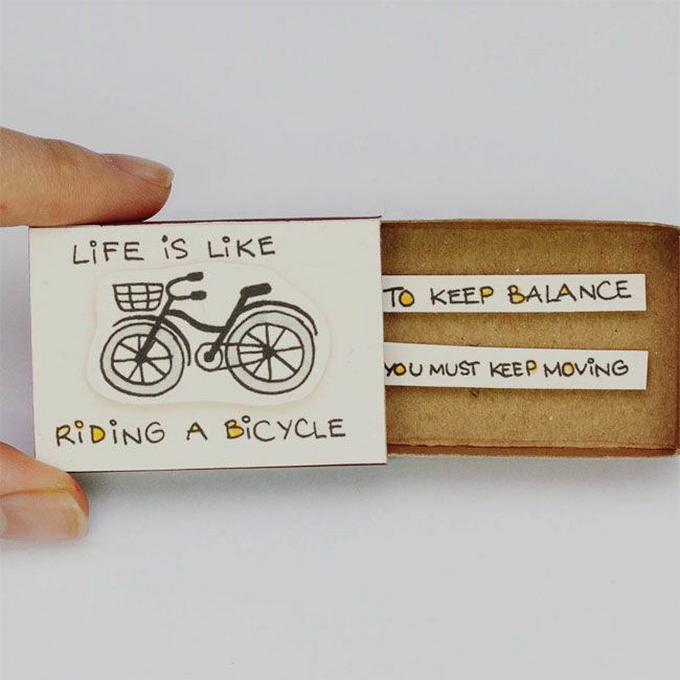 LiFE iS LiKE
RiDiNG A BiCYCLE
TO KEEP BALANCE
YOU MUST KEEP MOViNG